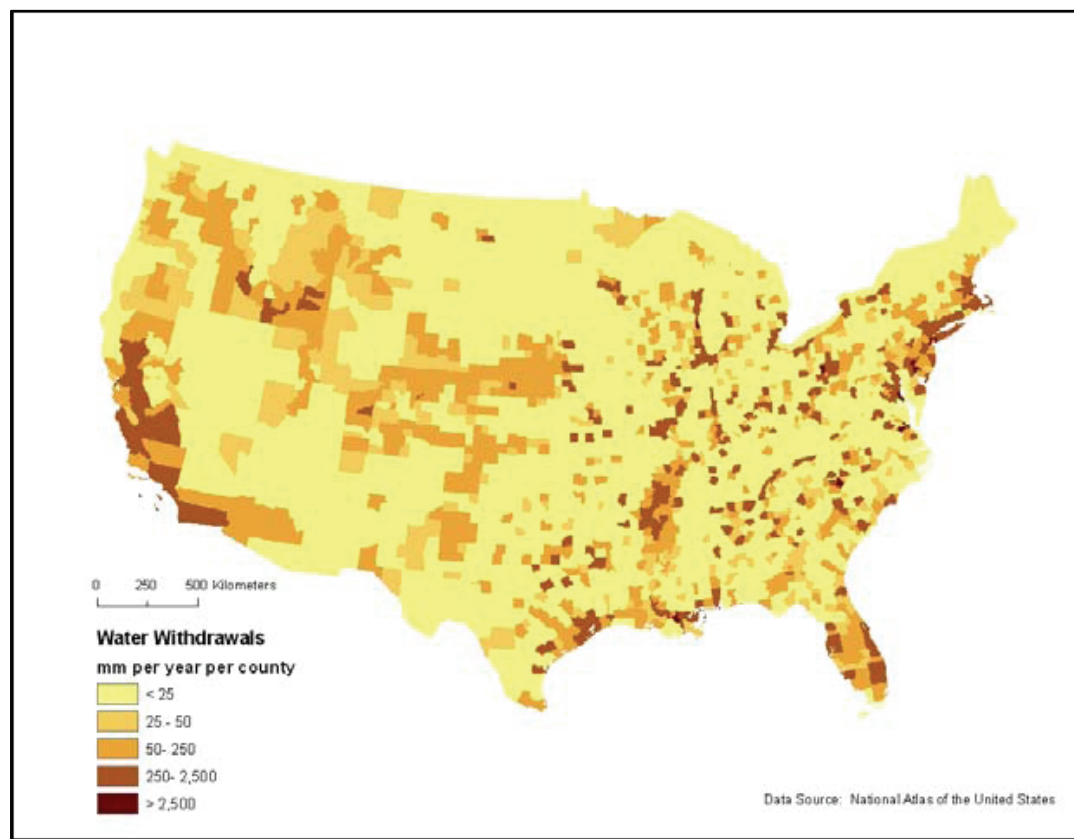 0 250 500 Kilometers
Water Withdrawals
mm per year per county
< 25
25 - 50
50- 250
250- 2,500
> 2,500
Data Source: National Atlas of the United States